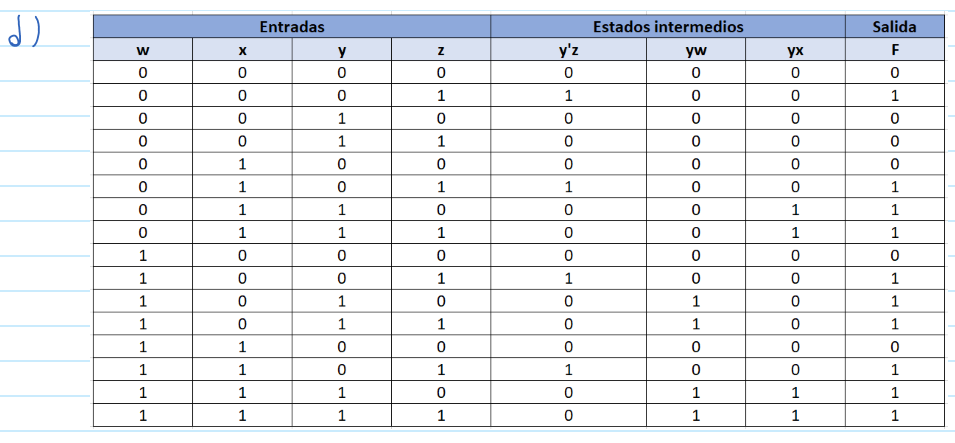 d)
Entradas Estados intermedios Salida
w x y z y'z yw yx F
0 0 0 0 0 0 0 0
0 0 0 1 1 0 0 1
0 0 1 0 0 0 0 0
0 0 1 1 0 0 0 0
0 1 0 0 0 0 0 0
0 1 0 1 1 0 0 1
0 1 1 0 0 0 1 1
0 1 1 1 0 0 1 1
1 0 0 0 0 0 0 0
1 0 0 1 1 0 0 1
1 0 1 0 0 1 0 1
1 0 1 1 0 1 0 1
1 1 0 0 0 0 0 0
1 1 0 1 1 0 0 1
1 1 1 0 0 1 1 1
1 1 1 1 0 1 1 1